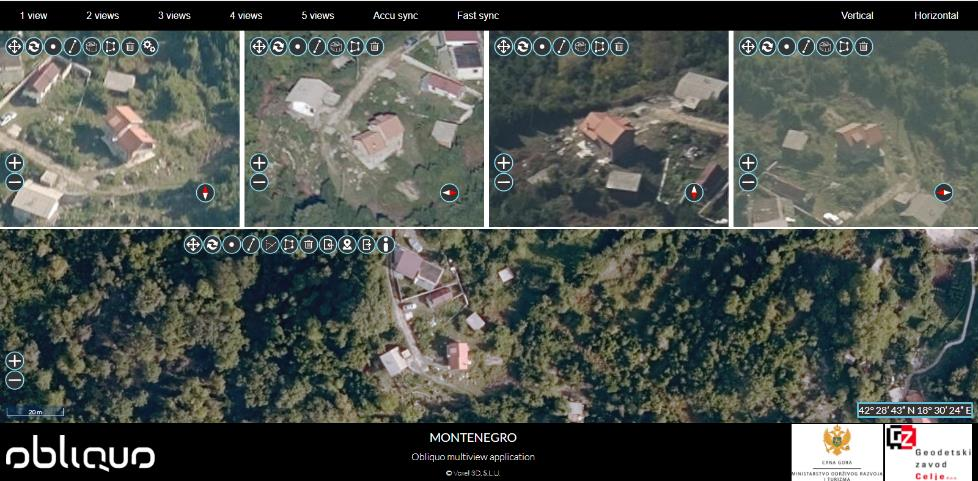 1 view 2 views 3 views 4 views 5 views Accu sync Fast sync Vertical Horizontal
20 m
42° 28' 43" N 18° 30' 24" E
obliquo
MONTENEGRO
Obliquo multiview application
© Voxel 3D, S.L.U.
CRNA GORA
MINISTARSTVO ODRŽIVOG RAZVOJA
I TURIZMA
GZ
Geodetski
zavod
Celje d.o.o.